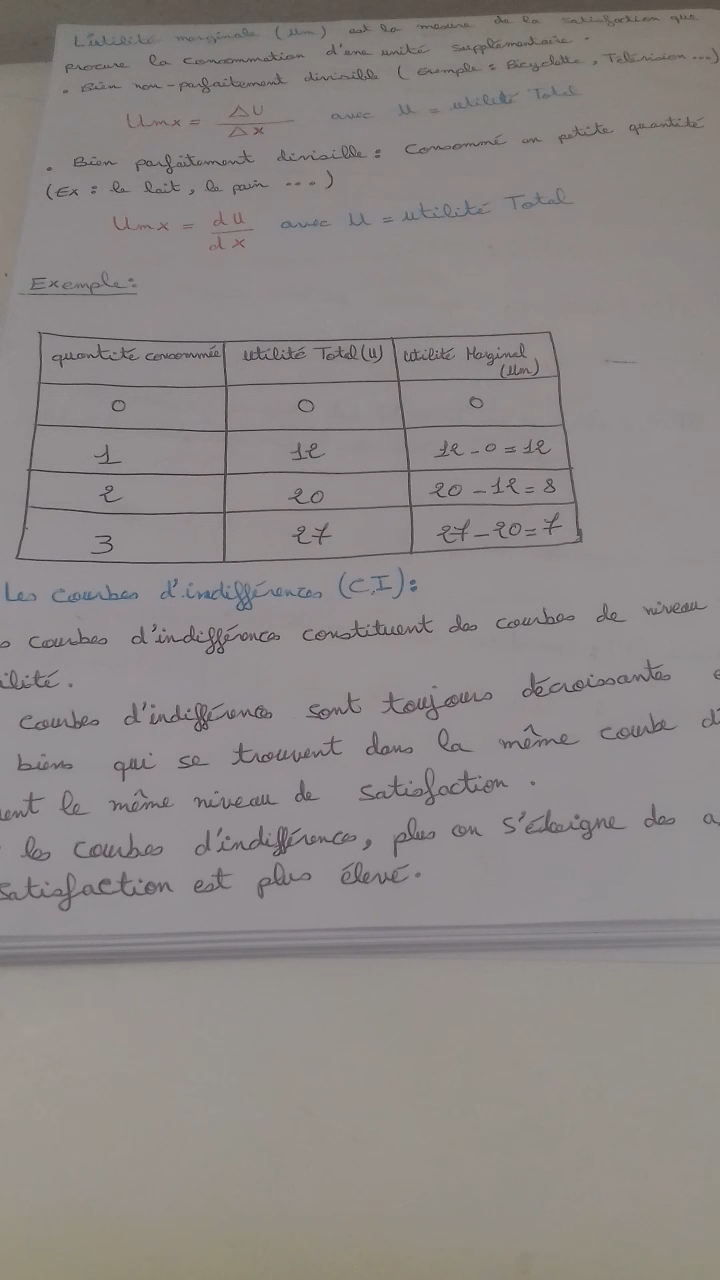 L'utilité marginale (Um) est la mesure de la satisfaction que
procure la consommation d'une unité supplémentaire.
• Bien non-parfaitement divisible (Exemple : Bicyclette, Télévision ...)
Umx = ΔU / Δx avec U = utilité Total
• Bien parfaitement divisible : Consommé en petite quantité
(Ex : le lait, le pain ....)
Umx = dU / dx avec U = utilité Total
Exemple :
quantité consommée utilité Total (U) utilité Marginal (Um)
0 0 0
1 12 12 - 0 = 12
2 20 20 - 12 = 8
3 27 27 - 20 = 7
Les courbes d'indifférences (C.I) :
courbes d'indifférences constituent des courbes de niveau
ilité.
courbes d'indifférences sont toujours décroissantes
biens qui se trouvent dans la même courbe d'
ent le même niveau de satisfaction.
les courbes d'indifférences, plus on s'éloigne des a
satisfaction est plus élevé.